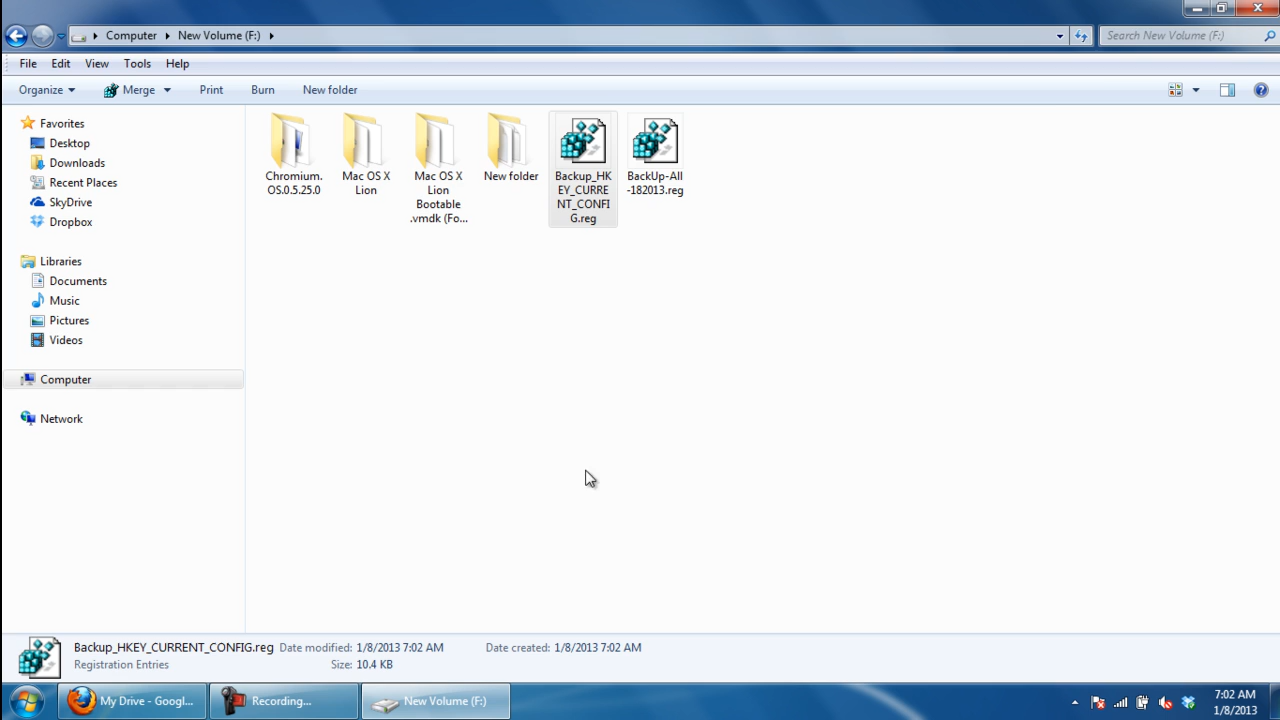 Computer
New Volume (F:)
Search New Volume (F:)
File Edit View Tools Help
Organize Merge Print Burn New folder
Favorites
Desktop
Downloads
Recent Places
SkyDrive
Dropbox
Libraries
Documents
Music
Pictures
Videos
Computer
Network
Chromium.
OS.0.5.25.0
Mac OS X
Lion
Mac OS X
Lion
Bootable
.vmdk (Fo...
New folder
Backup_HK
EY_CURRE
NT_CONFI
G.reg
BackUp-All
-182013.reg
Backup_HKEY_CURRENT_CONFIG.reg Date modified: 1/8/2013 7:02 AM Date created: 1/8/2013 7:02 AM
Registration Entries Size: 10.4 KB
My Drive - Googl...
Recording...
New Volume (F:)
7:02 AM
1/8/2013